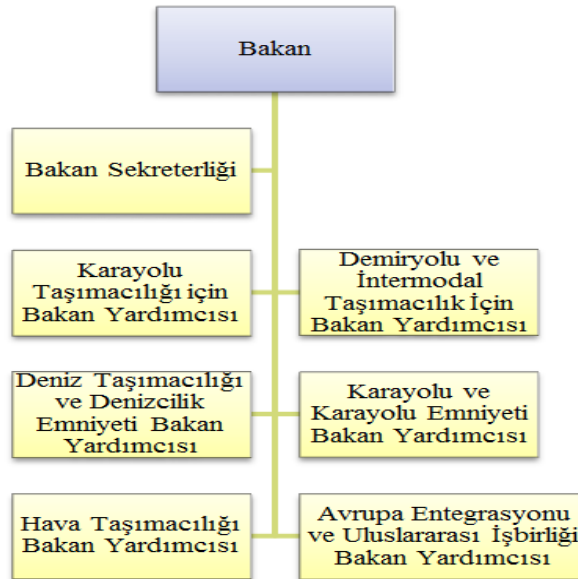 Bakan
Bakan Sekreterliği
Karayolu
Taşımacılığı için
Bakan Yardımcısı
Demiryolu ve
İntermodal
Taşımacılık İçin
Bakan Yardımcısı
Deniz Taşımacılığı
ve Denizcilik
Emniyeti Bakan
Yardımcısı
Karayolu ve
Karayolu Emniyeti
Bakan Yardımcısı
Hava Taşımacılığı
Bakan Yardımcısı
Avrupa Entegrasyonu
ve Uluslararası İşbirliği
Bakan Yardımcısı